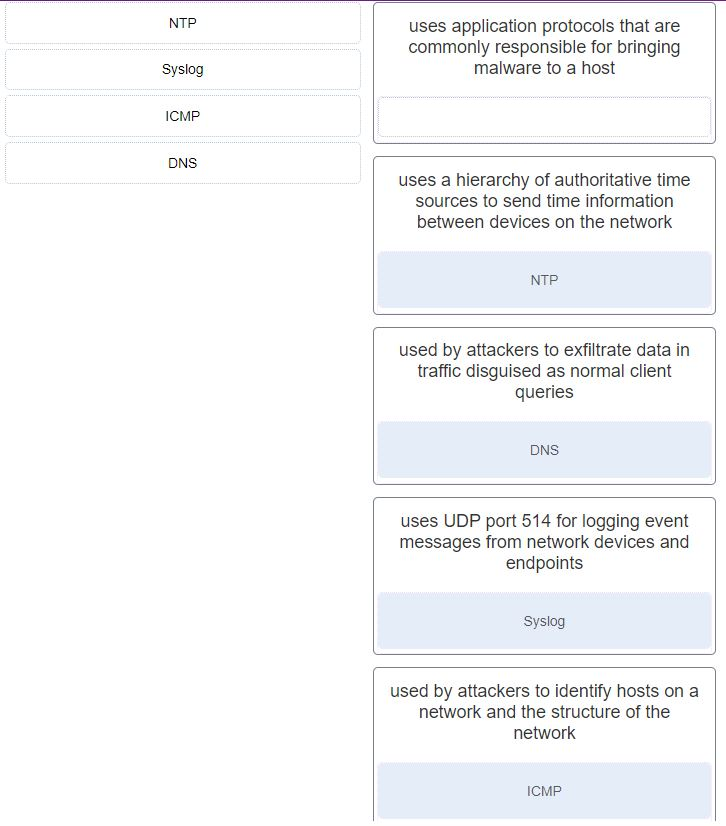 NTP
Syslog
ICMP
DNS
uses application protocols that are
commonly responsible for bringing
malware to a host
uses a hierarchy of authoritative time
sources to send time information
between devices on the network
NTP
used by attackers to exfiltrate data in
traffic disguised as normal client
queries
DNS
uses UDP port 514 for logging event
messages from network devices and
endpoints
Syslog
used by attackers to identify hosts on a
network and the structure of the
network
ICMP